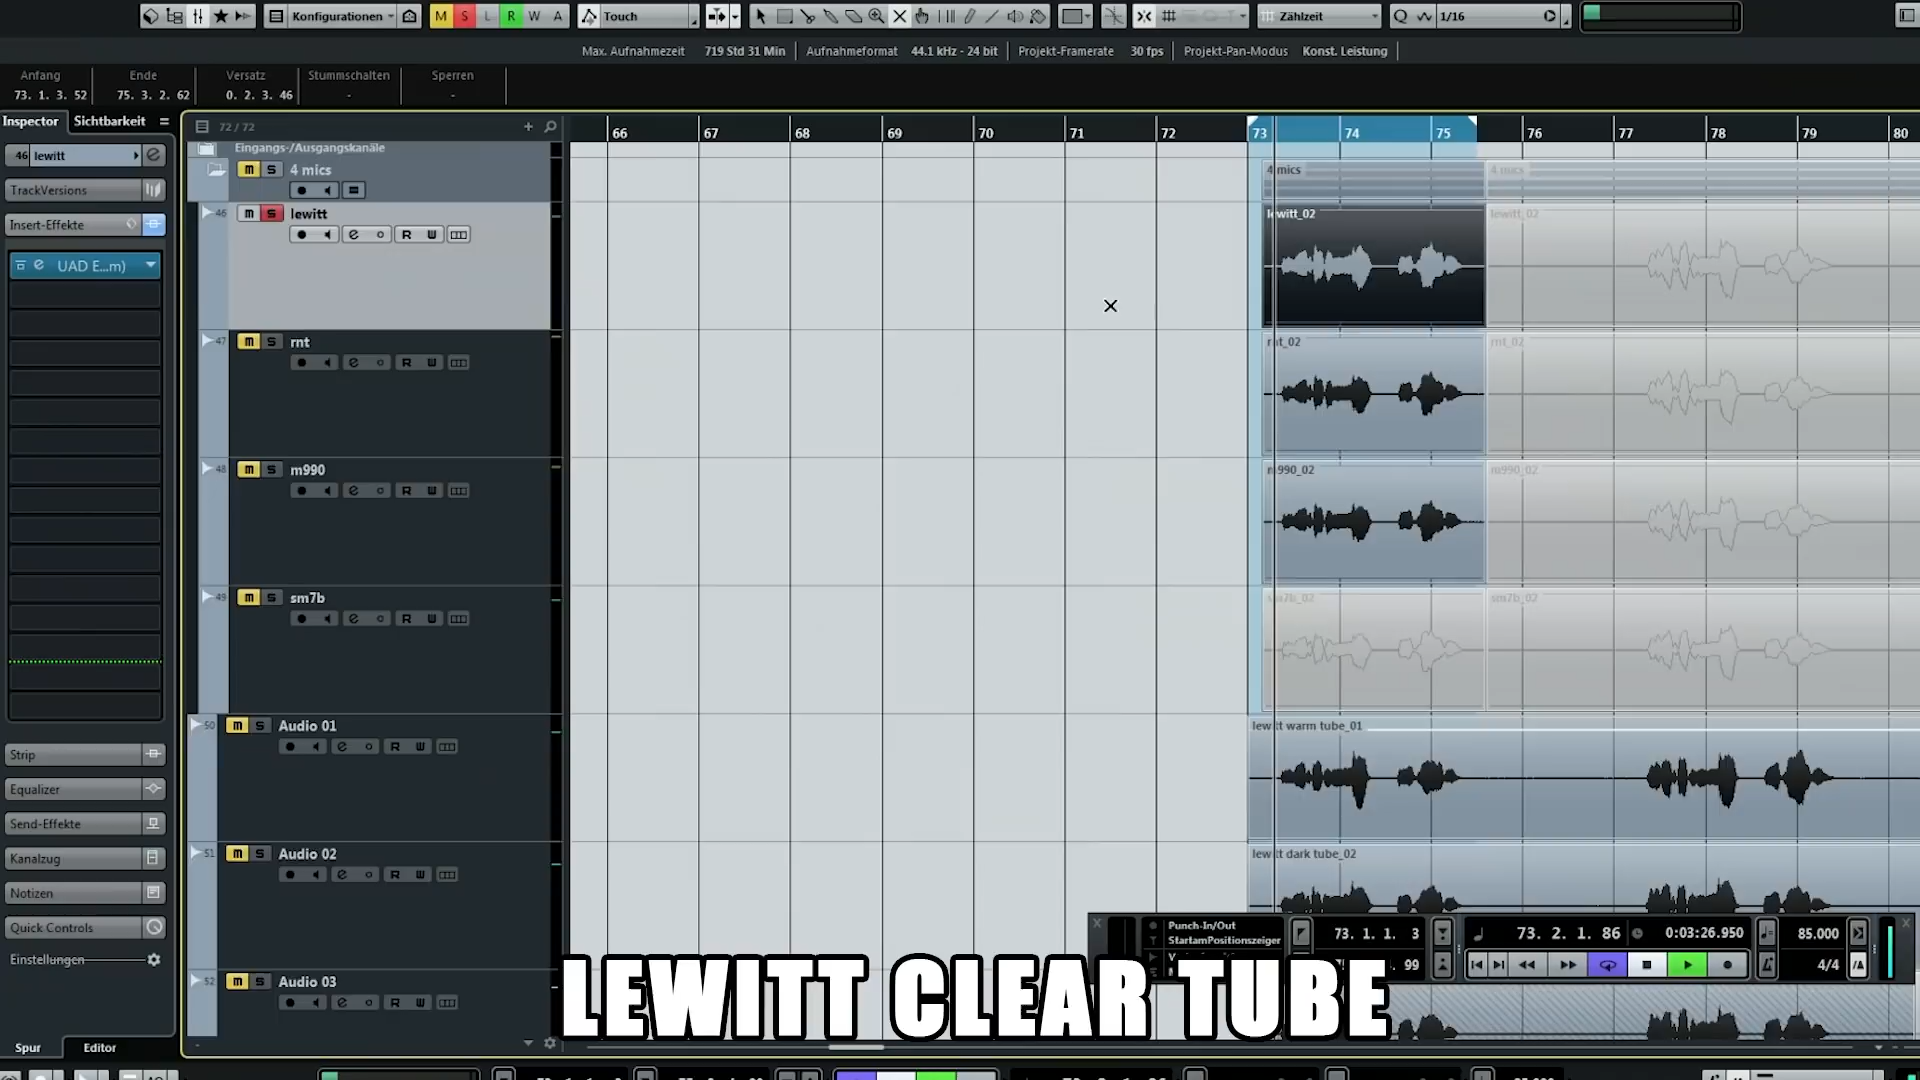 Konfigurationen M S L R W A Touch Zählzeit Q 1/16
Max. Aufnahmezeit 719 Std 31 Min Aufnahmeformat 44.1 kHz - 24 bit Projekt-Framerate 30 fps Projekt-Pan-Modus Konst. Leistung
Anfang Ende Versatz Stummschalten Sperren
73. 1. 3. 52 75. 3. 2. 62 0. 2. 3. 46 - -
Inspector Sichtbarkeit 72 / 72 66 67 68 69 70 71 72 73 74 75 76 77 78 79 80
Eingangs-/Ausgangskanäle
46 lewitt
m S 4 mics 4 mics 4 mics
TrackVersions
46 m S lewitt lewitt_02 lewitt_02
Insert-Effekte
R W
UAD E...m)
47 m S rnt rnt_02 rnt_02
R W
48 m S m990 m990_02 m990_02
R W
49 m S sm7b sm7b_02 sm7b_02
R W
50 m S Audio 01 lewitt warm tube_01
R W
Strip
Equalizer
Send-Effekte
51 m S Audio 02 lewitt dark tube_02
Kanalzug
R W
Notizen
Quick Controls
Punch-In/Out
StartamPositionszeiger
73. 1. 1. 3 73. 2. 1. 86 0:03:26.950 85.000
Einstellungen
99 4/4
52 m S Audio 03
R W
LEWITT CLEAR TUBE
Spur Editor